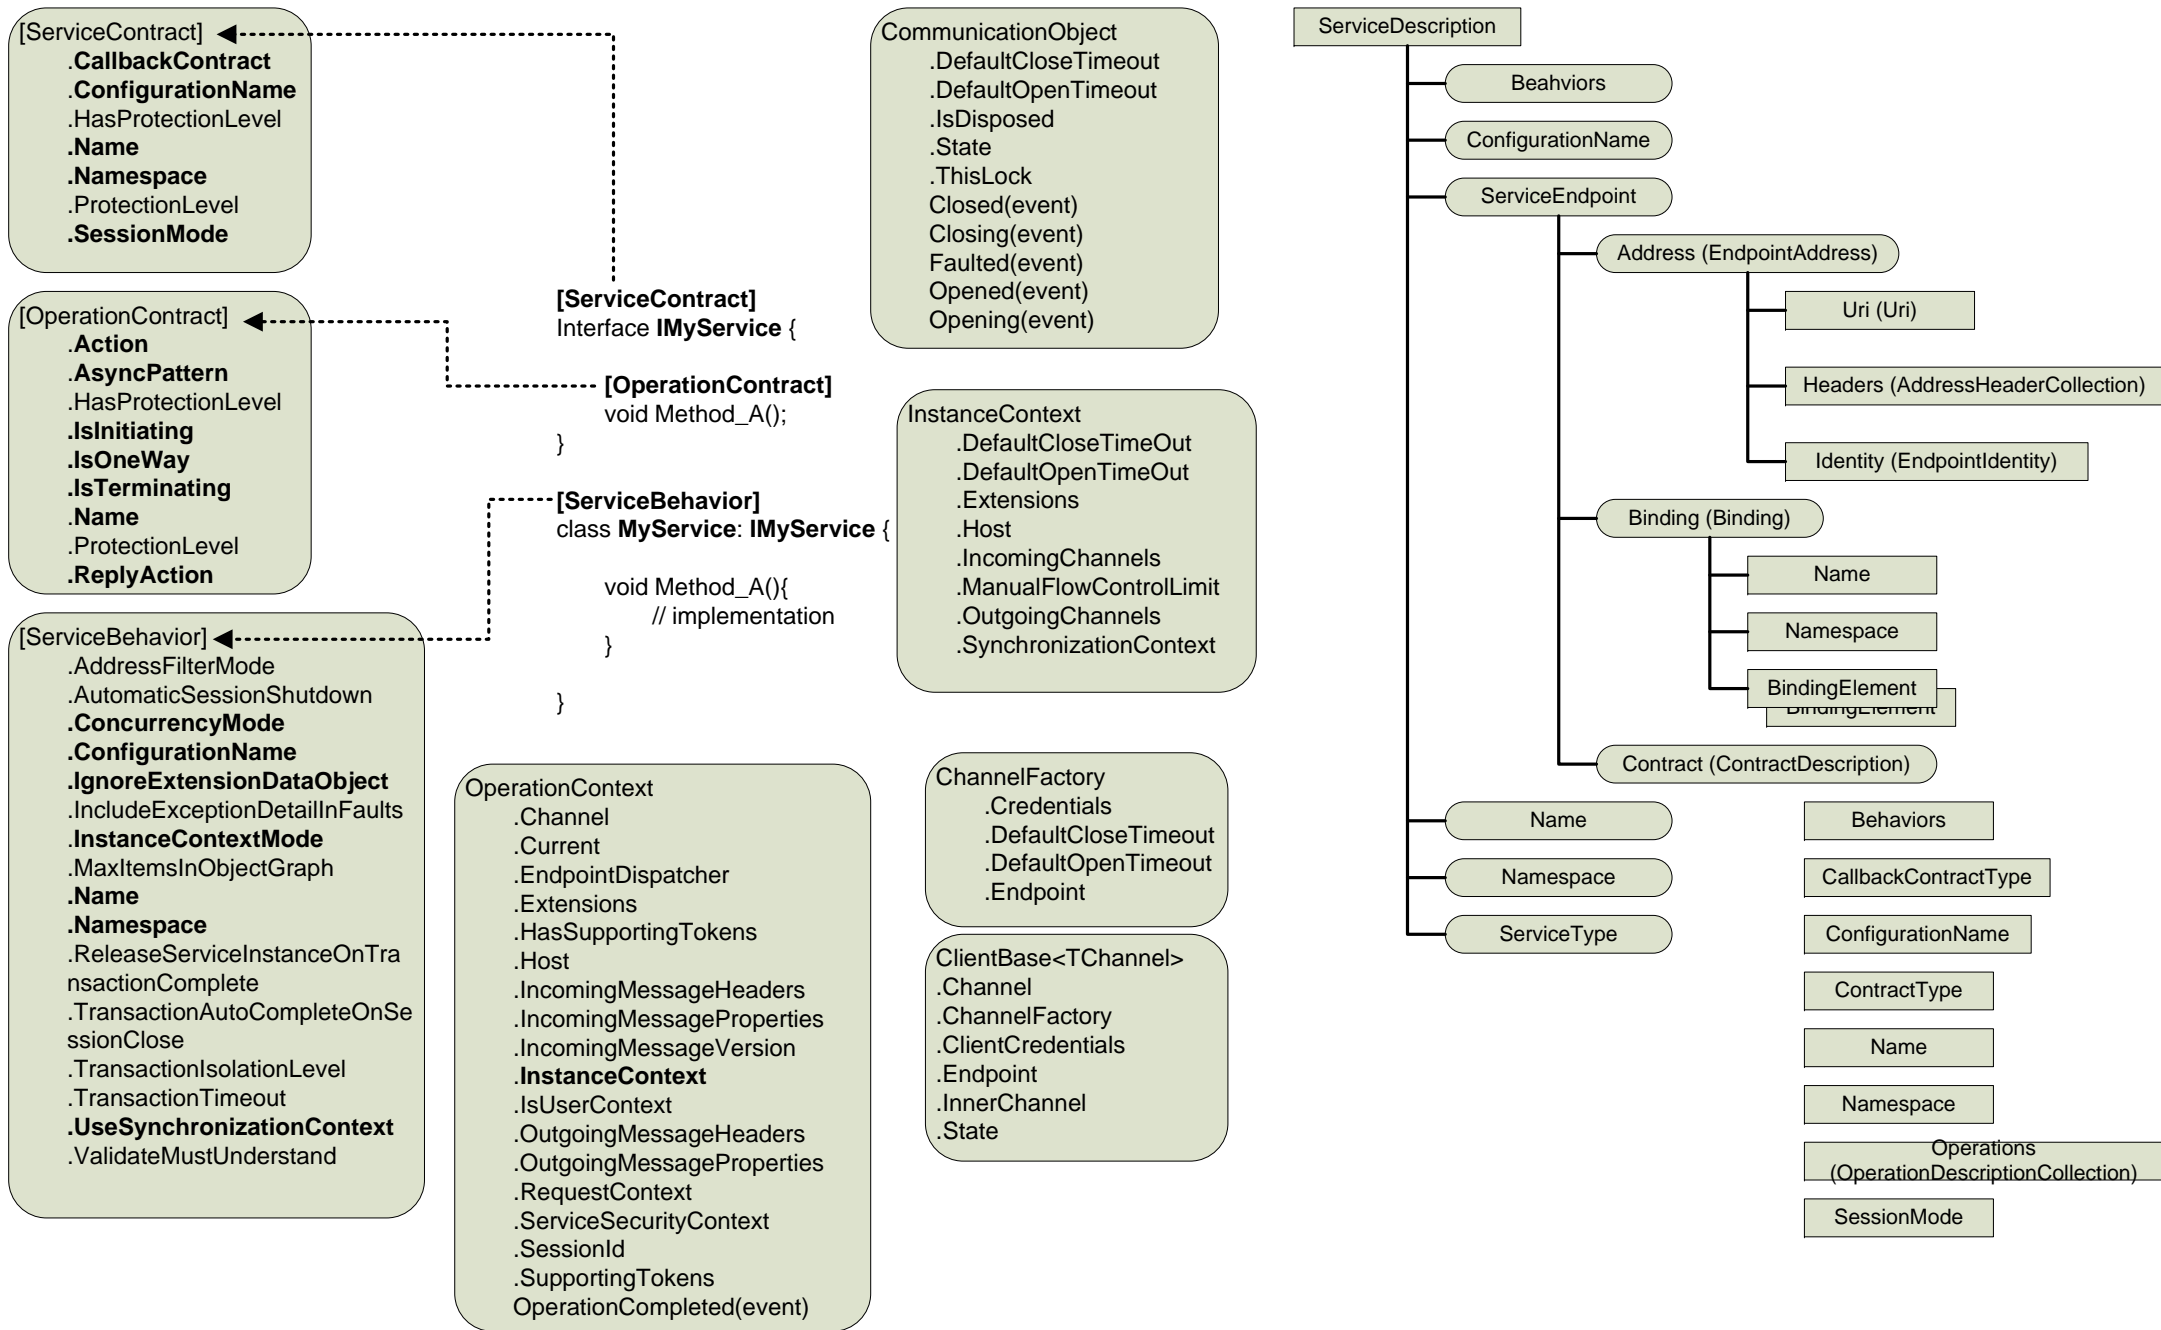 [ServiceContract]
.CallbackContract
.ConfigurationName
.HasProtectionLevel
.Name
.Namespace
.ProtectionLevel
.SessionMode
[OperationContract]
.Action
.AsyncPattern
.HasProtectionLevel
.IsInitiating
.IsOneWay
.IsTerminating
.Name
.ProtectionLevel
.ReplyAction
[ServiceBehavior]
.AddressFilterMode
.AutomaticSessionShutdown
.ConcurrencyMode
.ConfigurationName
.IgnoreExtensionDataObject
.IncludeExceptionDetailInFaults
.InstanceContextMode
.MaxItemsInObjectGraph
.Name
.Namespace
.ReleaseServiceInstanceOnTra
nsactionComplete
.TransactionAutoCompleteOnSe
ssionClose
.TransactionIsolationLevel
.TransactionTimeout
.UseSynchronizationContext
.ValidateMustUnderstand
[ServiceContract]
Interface IMyService {
[OperationContract]
void Method_A();
}
[ServiceBehavior]
class MyService: IMyService {
void Method_A(){
// implementation
}
}
OperationContext
.Channel
.Current
.EndpointDispatcher
.Extensions
.HasSupportingTokens
.Host
.IncomingMessageHeaders
.IncomingMessageProperties
.IncomingMessageVersion
.InstanceContext
.IsUserContext
.OutgoingMessageHeaders
.OutgoingMessageProperties
.RequestContext
.ServiceSecurityContext
.SessionId
.SupportingTokens
OperationCompleted(event)
CommunicationObject
.DefaultCloseTimeout
.DefaultOpenTimeout
.IsDisposed
.State
.ThisLock
Closed(event)
Closing(event)
Faulted(event)
Opened(event)
Opening(event)
InstanceContext
.DefaultCloseTimeOut
.DefaultOpenTimeOut
.Extensions
.Host
.IncomingChannels
.ManualFlowControlLimit
.OutgoingChannels
.SynchronizationContext
ChannelFactory
.Credentials
.DefaultCloseTimeout
.DefaultOpenTimeout
.Endpoint
ClientBase<TChannel>
.Channel
.ChannelFactory
.ClientCredentials
.Endpoint
.InnerChannel
.State
ServiceDescription
Beahviors
ConfigurationName
ServiceEndpoint
Address (EndpointAddress)
Uri (Uri)
Headers (AddressHeaderCollection)
Identity (EndpointIdentity)
Binding (Binding)
Name
Namespace
BindingElement
BindingElement
Contract (ContractDescription)
Name
Namespace
ServiceType
Behaviors
CallbackContractType
ConfigurationName
ContractType
Name
Namespace
Operations
(OperationDescriptionCollection)
SessionMode